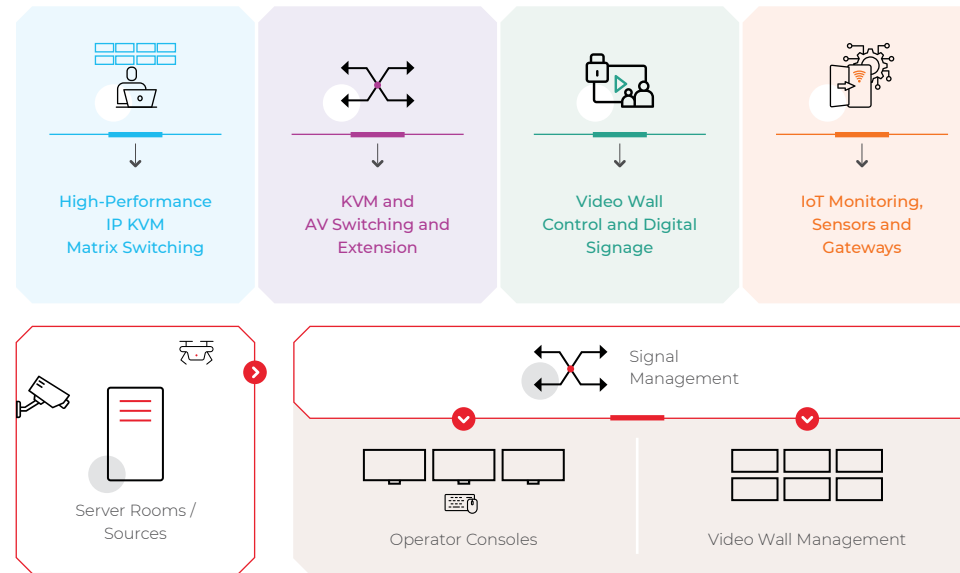 High-Performance
IP KVM
Matrix Switching
KVM and
AV Switching and
Extension
Video Wall
Control and Digital
Signage
IoT Monitoring,
Sensors and
Gateways
Server Rooms /
Sources
Signal
Management
Operator Consoles
Video Wall Management